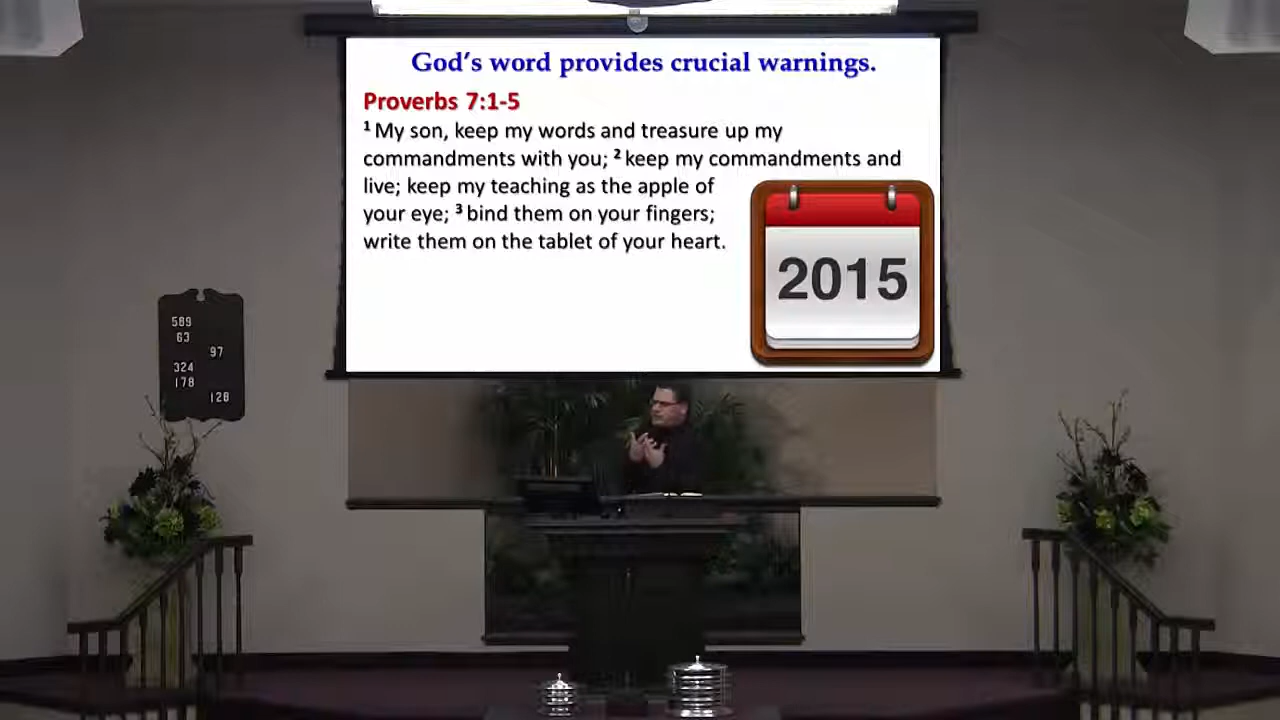 God's word provides crucial warnings.
Proverbs 7:1-5
1 My son, keep my words and treasure up my
commandments with you; 2 keep my commandments and
live; keep my teaching as the apple of
your eye; 3 bind them on your fingers;
write them on the tablet of your heart.
2015
589
63
97
324
178
128